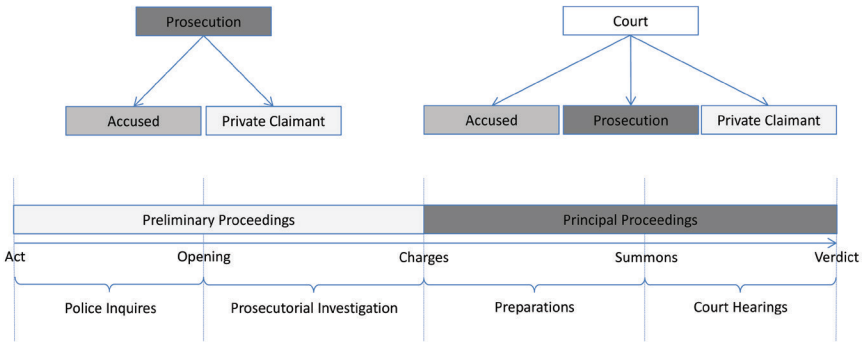 Prosecution
Court
Accused
Private Claimant
Accused
Prosecution
Private Claimant
Preliminary Proceedings
Principal Proceedings
Act
Opening
Charges
Summons
Verdict
Police Inquires
Prosecutorial Investigation
Preparations
Court Hearings